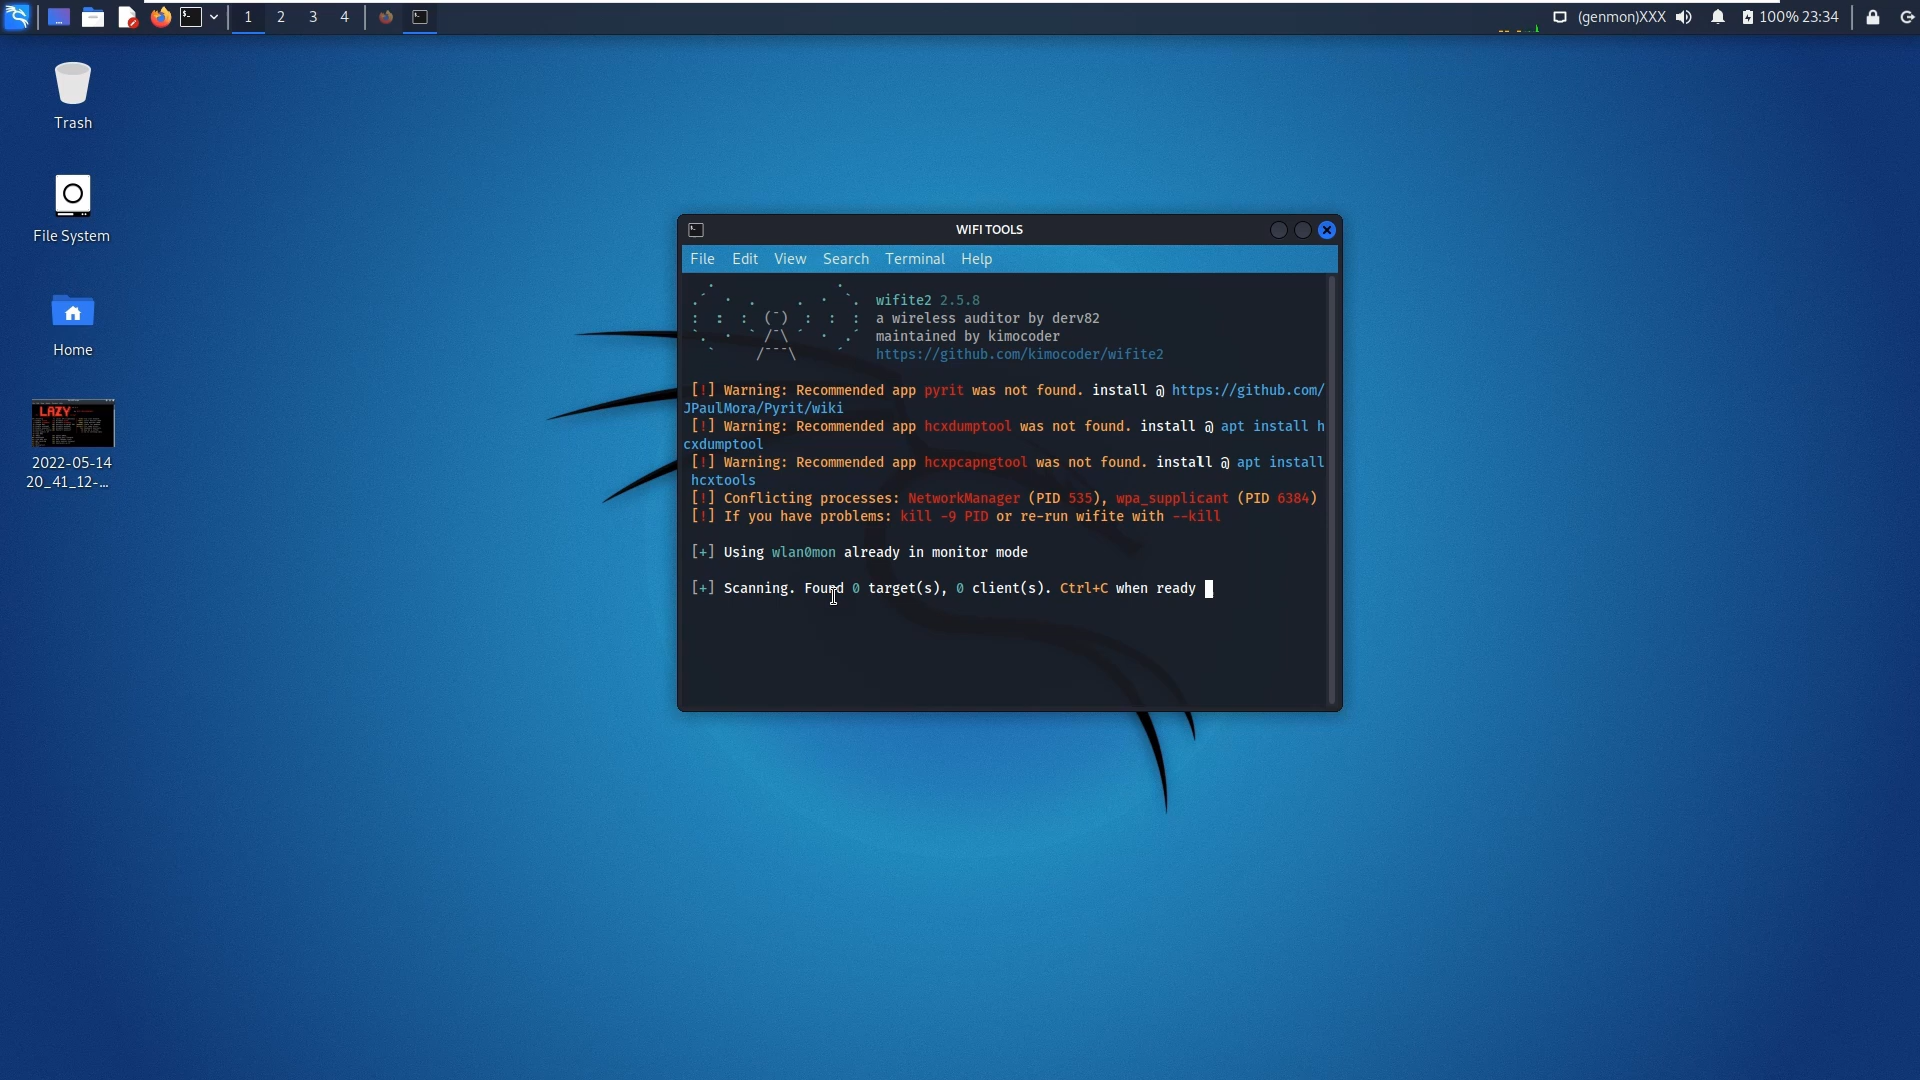 1 2 3 4 (genmon)XXX 100% 23:34
Trash
File System
Home
LAZY
2022-05-14
20_41_12-...
WIFI TOOLS
File Edit View Search Terminal Help
wifite2 2.5.8
a wireless auditor by derv82
maintained by kimocoder
https://github.com/kimocoder/wifite2
[!] Warning: Recommended app pyrit was not found. install @ https://github.com/
JPaulMora/Pyrit/wiki
[!] Warning: Recommended app hcxdumptool was not found. install @ apt install h
cxdumptool
[!] Warning: Recommended app hcxpcapngtool was not found. install @ apt install
hcxtools
[!] Conflicting processes: NetworkManager (PID 535), wpa_supplicant (PID 6384)
[!] If you have problems: kill -9 PID or re-run wifite with --kill
[+] Using wlan0mon already in monitor mode
[+] Scanning. Found 0 target(s), 0 client(s). Ctrl+C when ready